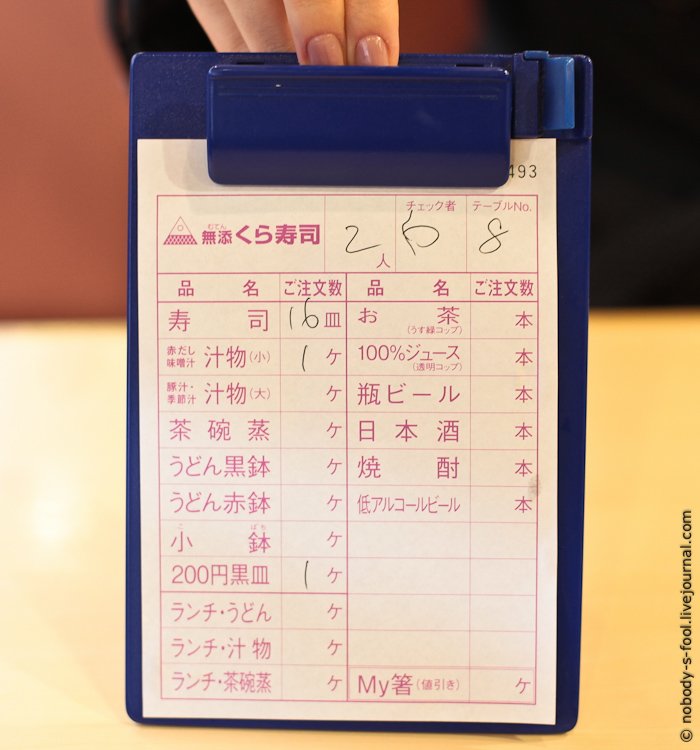 493
チェック者 テーブルNo.
無添くら寿司 2人 6 8
むてん
品名 ご注文数 品名 ご注文数
寿司 16皿 お茶(うす緑コップ) 本
赤だし味噌汁 汁物(小) 1ケ 100%ジュース(透明コップ) 本
豚汁・季節汁 汁物(大) ケ 瓶ビール 本
茶碗蒸 ケ 日本酒 本
うどん黒鉢 ケ 焼酎 本
うどん赤鉢 ケ 低アルコールビール 本
小鉢 ケ
こ ばち
200円黒皿 1ケ
ランチ・うどん ケ
ランチ・汁物 ケ
ランチ・茶碗蒸 ケ My箸(値引き) ケ
© nobody-s-fool.livejournal.com